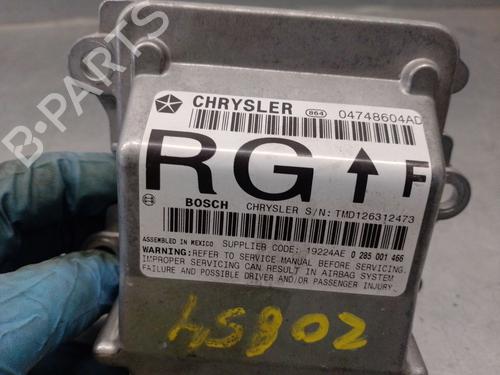 B-PARTS
CHRYSLER 864 04748604AD
RG F
BOSCH CHRYSLER S/N: TMD126312473
ASSEMBLED IN MEXICO SUPPLIER CODE: 19224AE 0 285 001 466
WARNING: REFER TO SERVICE MANUAL BEFORE SERVICING.
IMPROPER SERVICING CAN RESULT IN AIRBAG SYSTEM
FAILURE AND POSSIBLE DRIVER AND/OR PASSENGER INJURY.